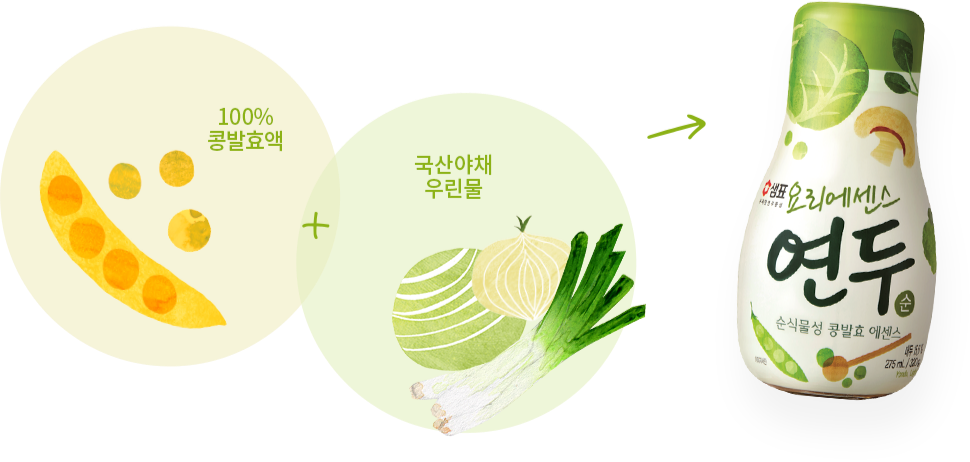 100%
콩발효액
+
국산야채
우린물
샘표
요리에센스
연두
순
순식물성 콩발효 에센스
275 mL